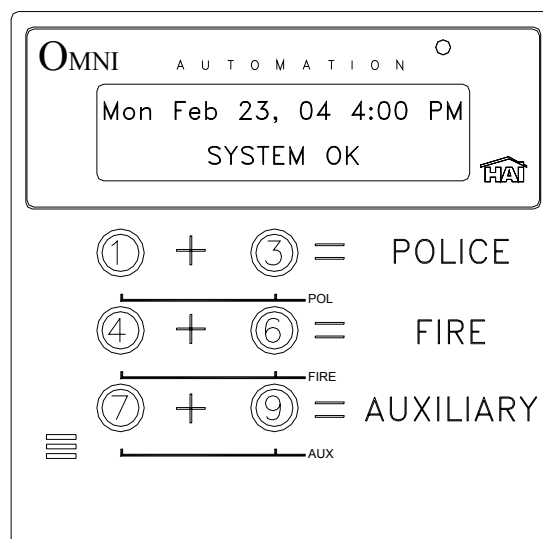 OMNI AUTOMATION
Mon Feb 23, 04 4:00 PM
SYSTEM OK
HAI
1 + 3 = POLICE
POL
4 + 6 = FIRE
FIRE
7 + 9 = AUXILIARY
AUX